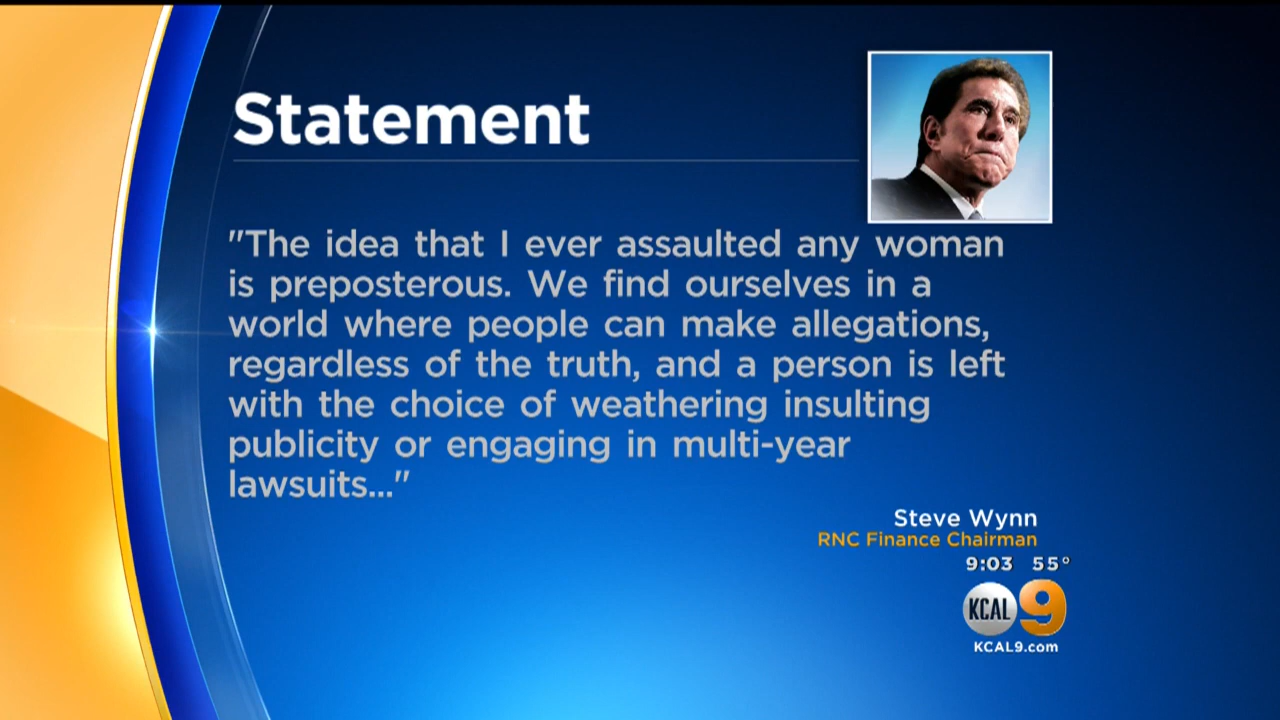 Statement
"The idea that I ever assaulted any woman
is preposterous. We find ourselves in a
world where people can make allegations,
regardless of the truth, and a person is left
with the choice of weathering insulting
publicity or engaging in multi-year
lawsuits..."
Steve Wynn
RNC Finance Chairman
9:03 55°
KCAL 9
KCAL9.com